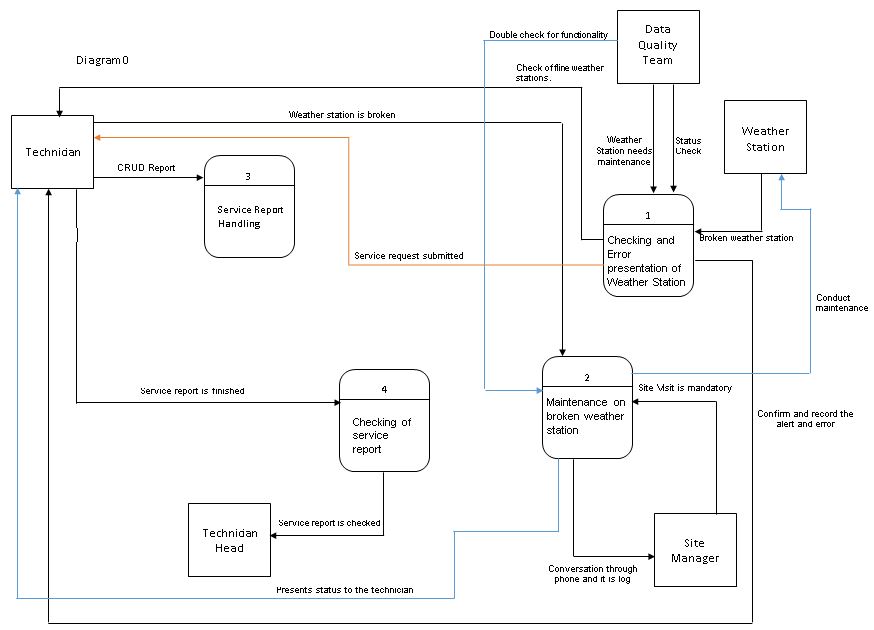 Double check for functionality
Data
Quality
Team
Diagram 0
Check offline weather
stations.
Weather station is broken
Technician
Weather
Station needs
maintenance
Status
Check
Weather
Station
CRUD Report
3
Service Report
Handling
1
Checking and
Error
presentation of
Weather Station
Broken weather station
Service request submitted
Conduct
maintenance
2
Maintenance on
broken weather
station
Site Visit is mandatory
Service report is finished
4
Checking of
service
report
Confirm and record the
alert and error
Technician
Head
Service report is checked
Site
Manager
Conversation through
phone and it is log
Presents status to the technician